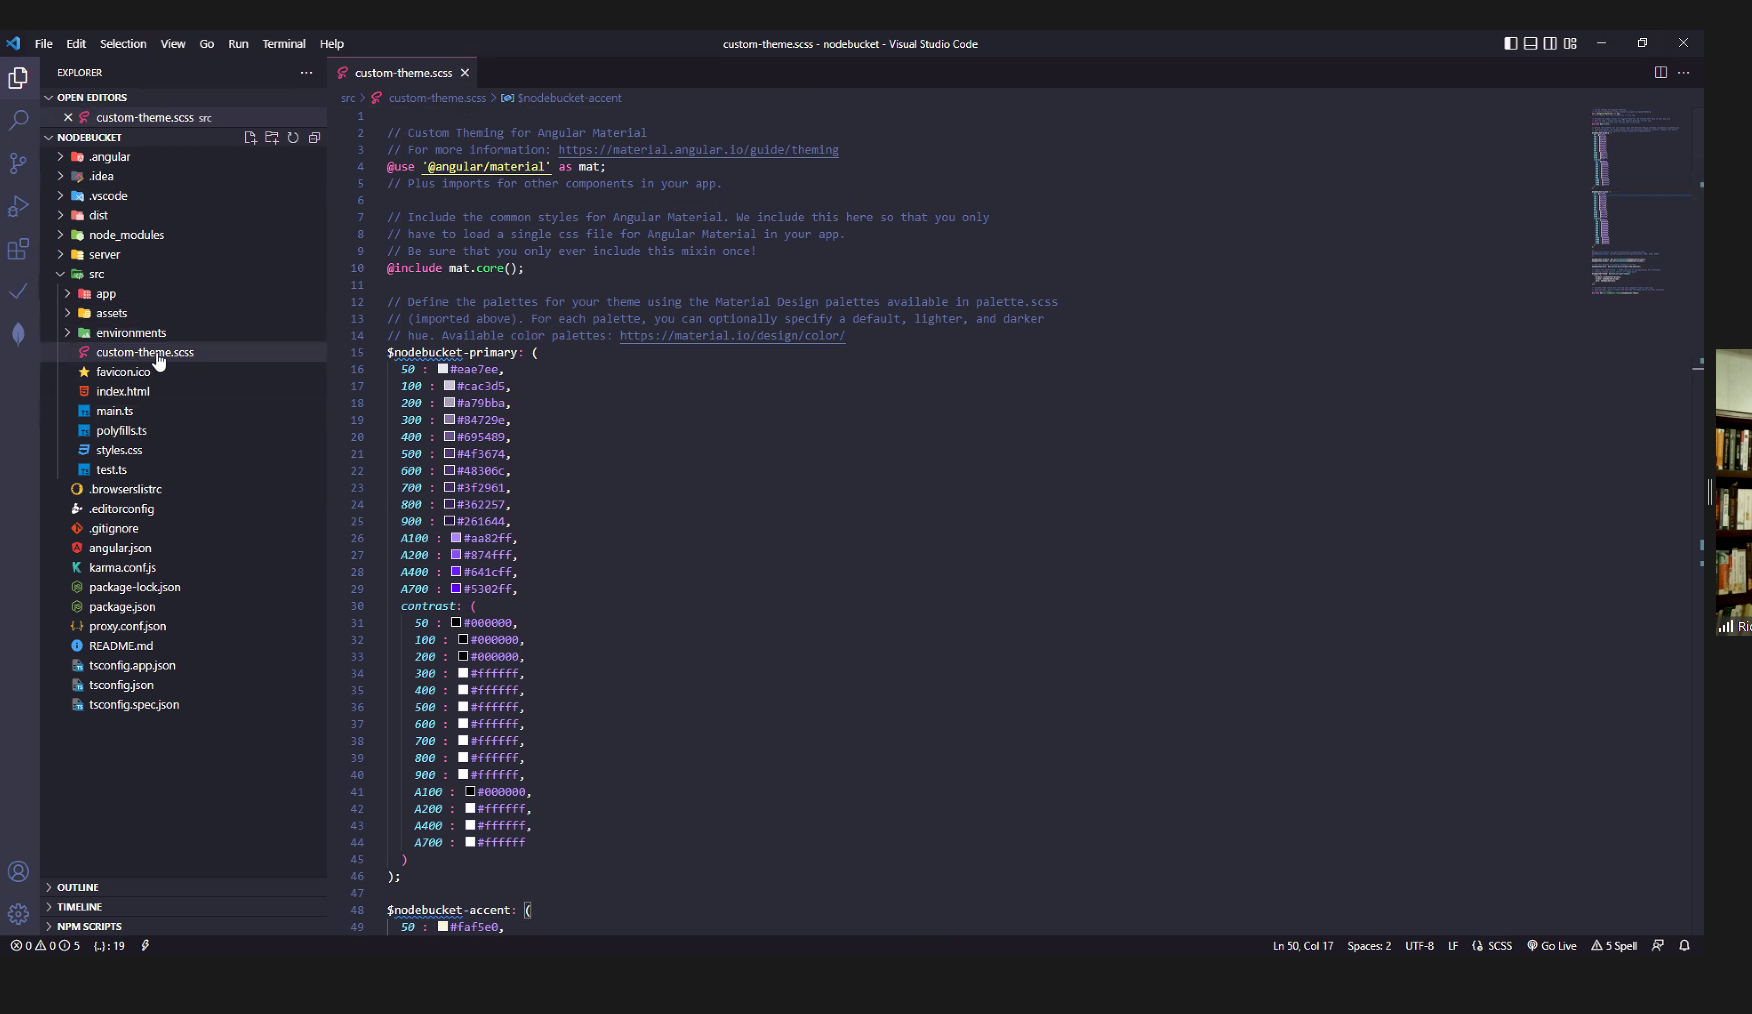 File Edit Selection View Go Run Terminal Help
custom-theme.scss - nodebucket - Visual Studio Code
EXPLORER
OPEN EDITORS
custom-theme.scss src
NODEBUCKET
.angular
.idea
.vscode
dist
node_modules
server
src
app
assets
environments
custom-theme.scss
favicon.ico
index.html
main.ts
polyfills.ts
styles.css
test.ts
.browserslistrc
.editorconfig
.gitignore
angular.json
karma.conf.js
package-lock.json
package.json
proxy.conf.json
README.md
tsconfig.app.json
tsconfig.json
tsconfig.spec.json
OUTLINE
TIMELINE
NPM SCRIPTS
custom-theme.scss
src > custom-theme.scss > $nodebucket-accent
1
2 // Custom Theming for Angular Material
3 // For more information: https://material.angular.io/guide/theming
4 @use '@angular/material' as mat;
5 // Plus imports for other components in your app.
6
7 // Include the common styles for Angular Material. We include this here so that you only
8 // have to load a single css file for Angular Material in your app.
9 // Be sure that you only ever include this mixin once!
10 @include mat.core();
11
12 // Define the palettes for your theme using the Material Design palettes available in palette.scss
13 // (imported above). For each palette, you can optionally specify a default, lighter, and darker
14 // hue. Available color palettes: https://material.io/design/color/
15 $nodebucket-primary: (
16 50 : #eae7ee,
17 100 : #cac3d5,
18 200 : #a79bba,
19 300 : #84729e,
20 400 : #695489,
21 500 : #4f3674,
22 600 : #48306c,
23 700 : #3f2961,
24 800 : #362257,
25 900 : #261644,
26 A100 : #aa82ff,
27 A200 : #874fff,
28 A400 : #641cff,
29 A700 : #5302ff,
30 contrast: (
31 50 : #000000,
32 100 : #000000,
33 200 : #000000,
34 300 : #ffffff,
35 400 : #ffffff,
36 500 : #ffffff,
37 600 : #ffffff,
38 700 : #ffffff,
39 800 : #ffffff,
40 900 : #ffffff,
41 A100 : #000000,
42 A200 : #ffffff,
43 A400 : #ffffff,
44 A700 : #ffffff
45 )
46 );
47
48 $nodebucket-accent: (
49 50 : #faf5e0,
0 0 5 {..} : 19
Ln 50, Col 17 Spaces: 2 UTF-8 LF SCSS Go Live 5 Spell